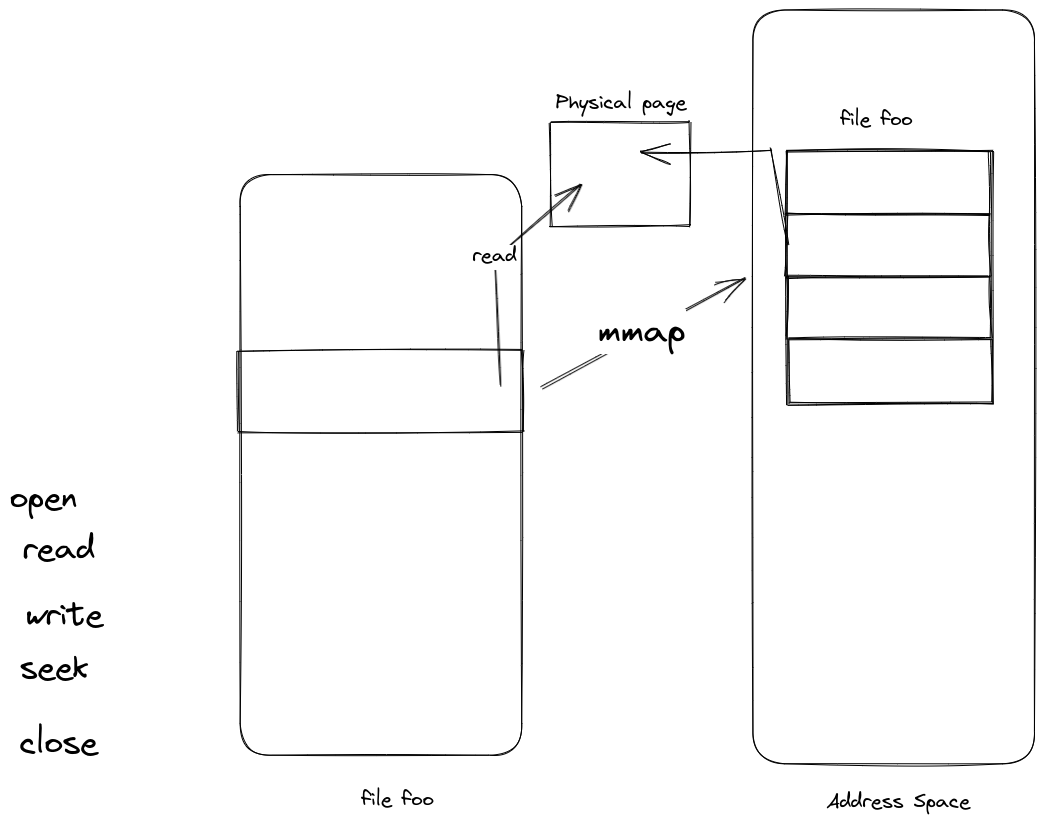 Physical page
file foo
read
mmap
open
read
write
seek
close
file foo
Address Space